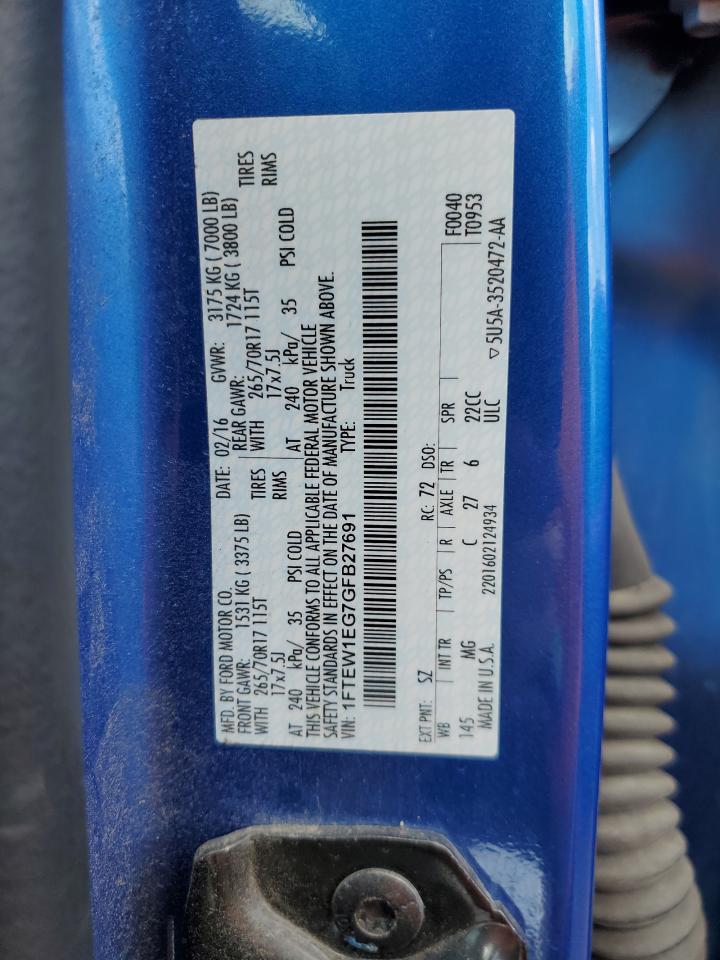 MFD. BY FORD MOTOR CO. DATE: 02/16 GVWR: 3175 KG ( 7000 LB)
FRONT GAWR: 1531 KG ( 3375 LB) REAR GAWR: 1724 KG ( 3800 LB)
WITH 265/70R17 115T TIRES WITH 265/70R17 115T TIRES
17x7.5J RIMS 17x7.5J RIMS
AT 240 kPa/ 35 PSI COLD AT 240 kPa/ 35 PSI COLD
THIS VEHICLE CONFORMS TO ALL APPLICABLE FEDERAL MOTOR VEHICLE
SAFETY STANDARDS IN EFFECT ON THE DATE OF MANUFACTURE SHOWN ABOVE.
VIN: 1FTEW1EG7GFB27691 TYPE: Truck
EXT PNT: SZ RC: 72 DSO: F0040
WB INT TR TP/PS R AXLE TR SPR T0953
145 MG C 27 6 22CC
MADE IN U.S.A. 2201602124934 ULC ▽5U5A-3520472-AA